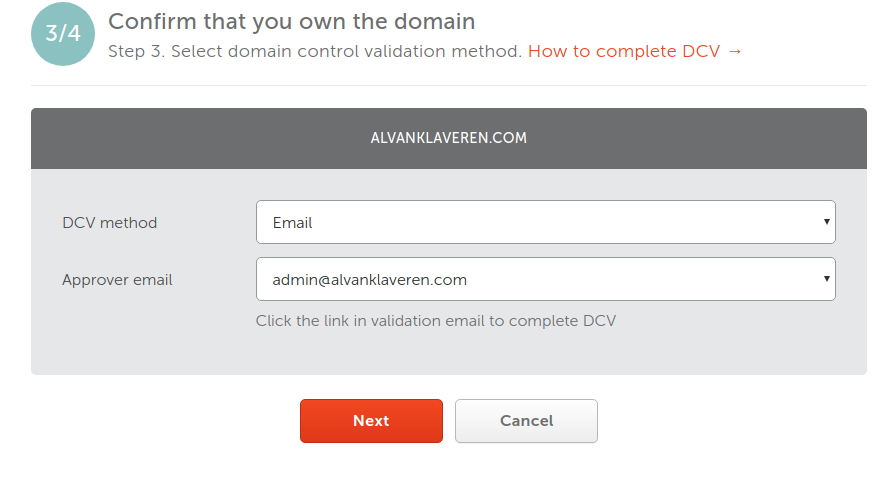 3/4
Confirm that you own the domain
Step 3. Select domain control validation method. How to complete DCV →
ALVANKLAVEREN.COM
DCV method
Email
Approver email
admin@alvanklaveren.com
Click the link in validation email to complete DCV
Next
Cancel